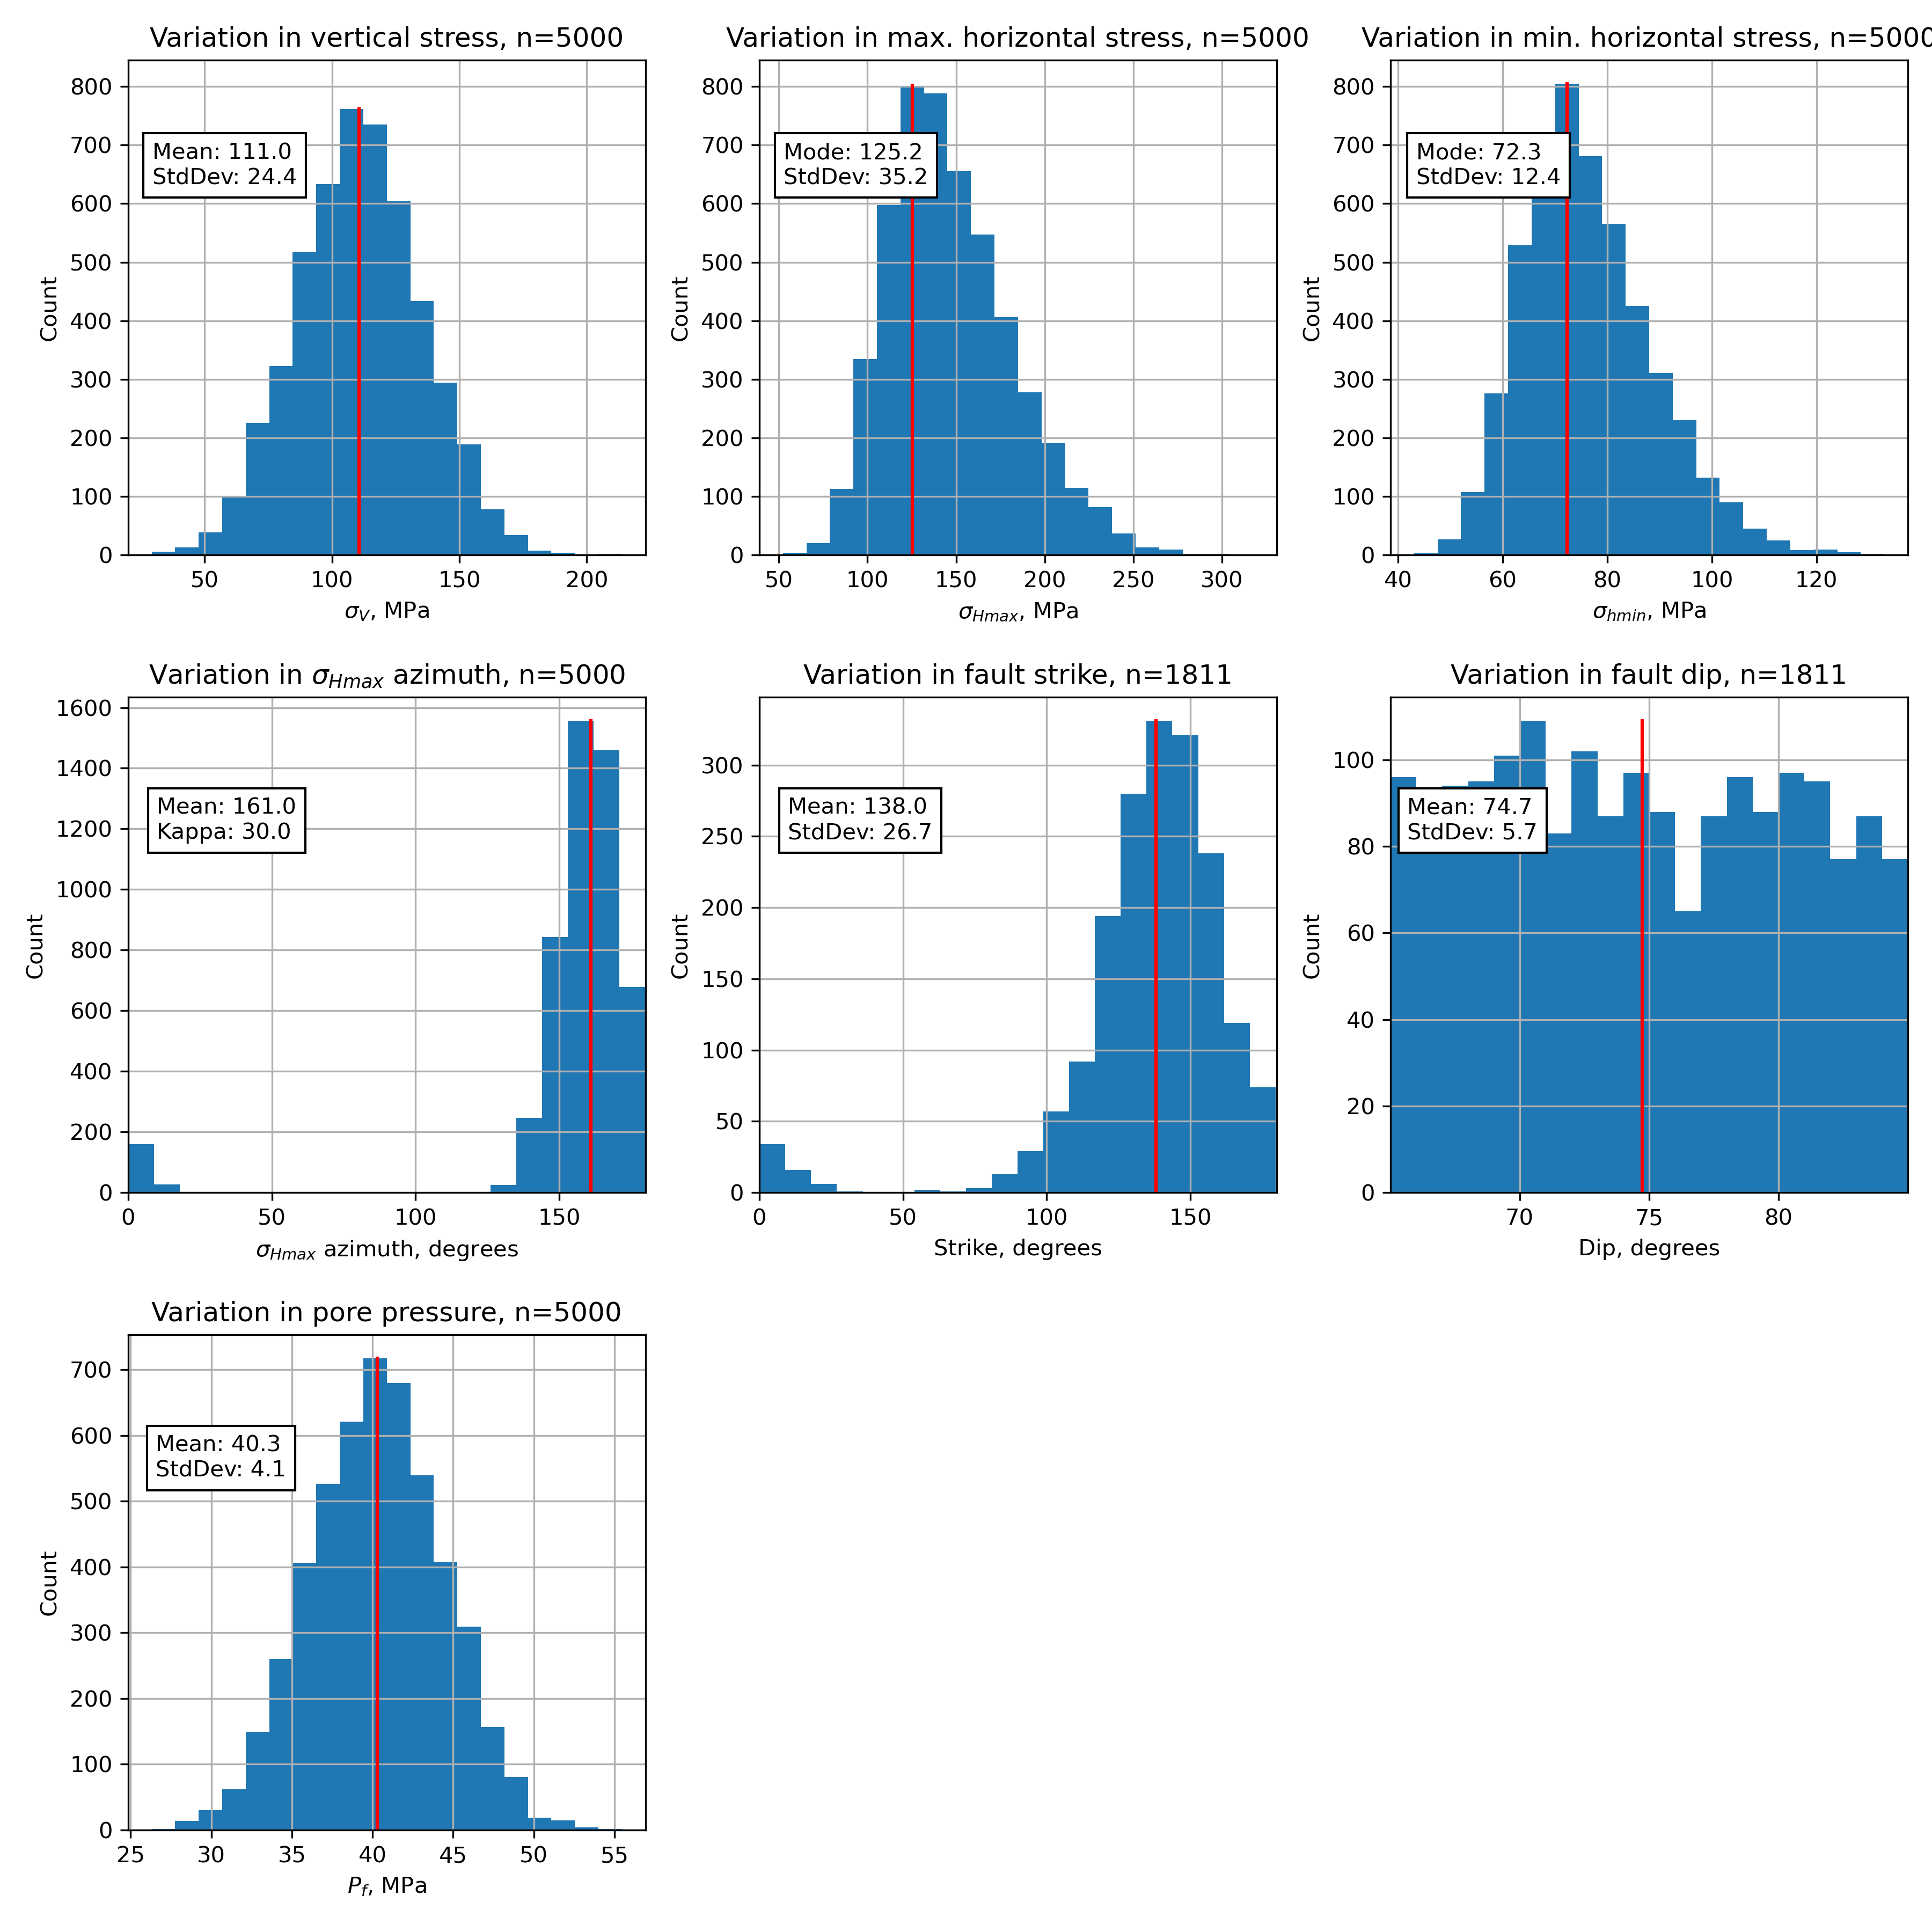 Variation in vertical stress, n=5000
800
700
600
500
400
300
200
100
0
Count
Mean: 111.0
StdDev: 24.4
50 100 150 200
σV, MPa
Variation in max. horizontal stress, n=5000
800
700
600
500
400
300
200
100
0
Count
Mode: 125.2
StdDev: 35.2
50 100 150 200 250 300
σHmax, MPa
Variation in min. horizontal stress, n=5000
800
700
600
500
400
300
200
100
0
Count
Mode: 72.3
StdDev: 12.4
40 60 80 100 120
σhmin, MPa
Variation in σHmax azimuth, n=5000
1600
1400
1200
1000
800
600
400
200
0
Count
Mean: 161.0
Kappa: 30.0
0 50 100 150
σHmax azimuth, degrees
Variation in fault strike, n=1811
300
250
200
150
100
50
0
Count
Mean: 138.0
StdDev: 26.7
0 50 100 150
Strike, degrees
Variation in fault dip, n=1811
100
80
60
40
20
0
Count
Mean: 74.7
StdDev: 5.7
70 75 80
Dip, degrees
Variation in pore pressure, n=5000
700
600
500
400
300
200
100
0
Count
Mean: 40.3
StdDev: 4.1
25 30 35 40 45 50 55
Pf, MPa